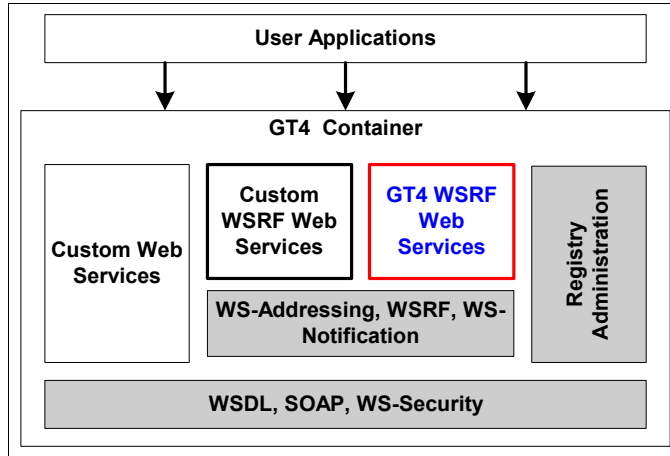 User Applications
GT4 Container
Custom Web
Services
Custom
WSRF Web
Services
GT4 WSRF
Web
Services
WS-Addressing, WSRF, WS-
Notification
Registry
Administration
WSDL, SOAP, WS-Security